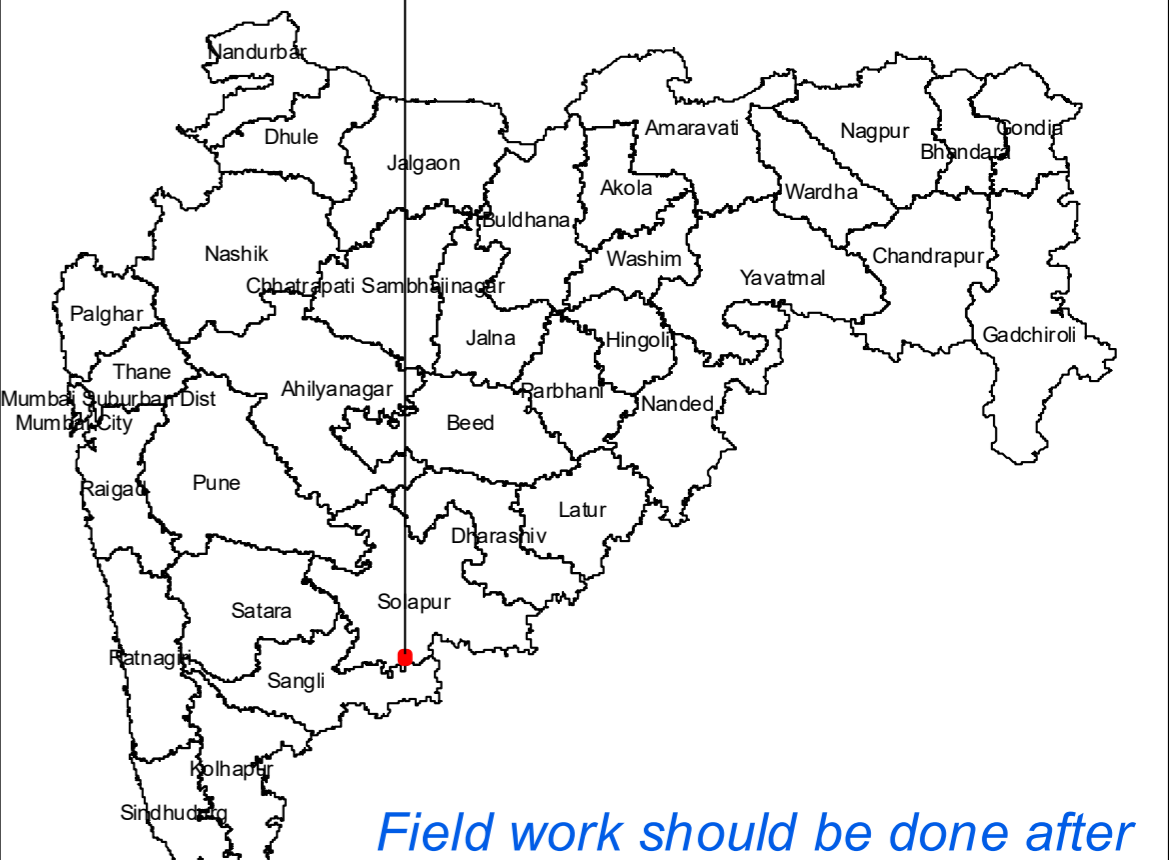 Nandurbar
Dhule
Jalgaon
Amaravati
Nagpur
Gondia
Bhandara
Akola
Wardha
Buldhana
Nashik
Washim
Chandrapur
Chhatrapati Sambhajinagar
Yavatmal
Palghar
Jalna
Hingoli
Gadchiroli
Thane
Ahilyanagar
Parbhani
Mumbai Suburban Dist
Nanded
Mumbai City
Beed
Raigad
Pune
Latur
Dharashiv
Satara
Solapur
Ratnagiri
Sangli
Kolhapur
Sindhudurg
Field work should be done after